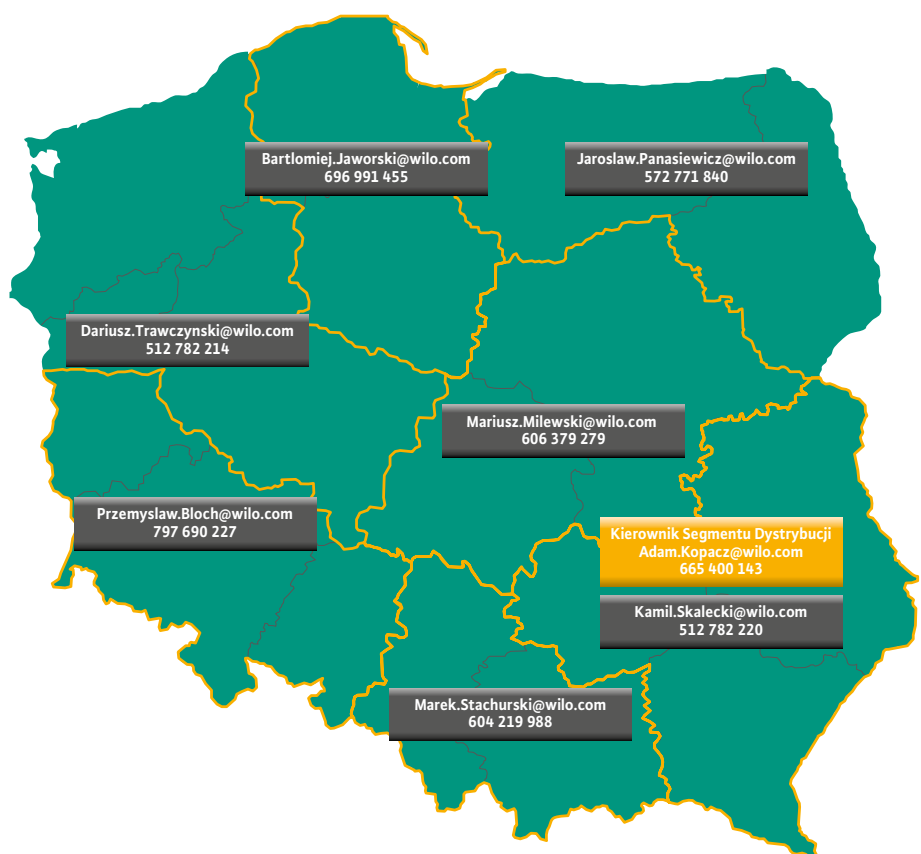 Bartlomiej.Jaworski@wilo.com
696 991 455
Jaroslaw.Panasiewicz@wilo.com
572 771 840
Dariusz.Trawczynski@wilo.com
512 782 214
Mariusz.Milewski@wilo.com
606 379 279
Przemyslaw.Bloch@wilo.com
797 690 227
Kierownik Segmentu Dystrybucji
Adam.Kopacz@wilo.com
665 400 143
Kamil.Skalecki@wilo.com
512 782 220
Marek.Stachurski@wilo.com
604 219 988